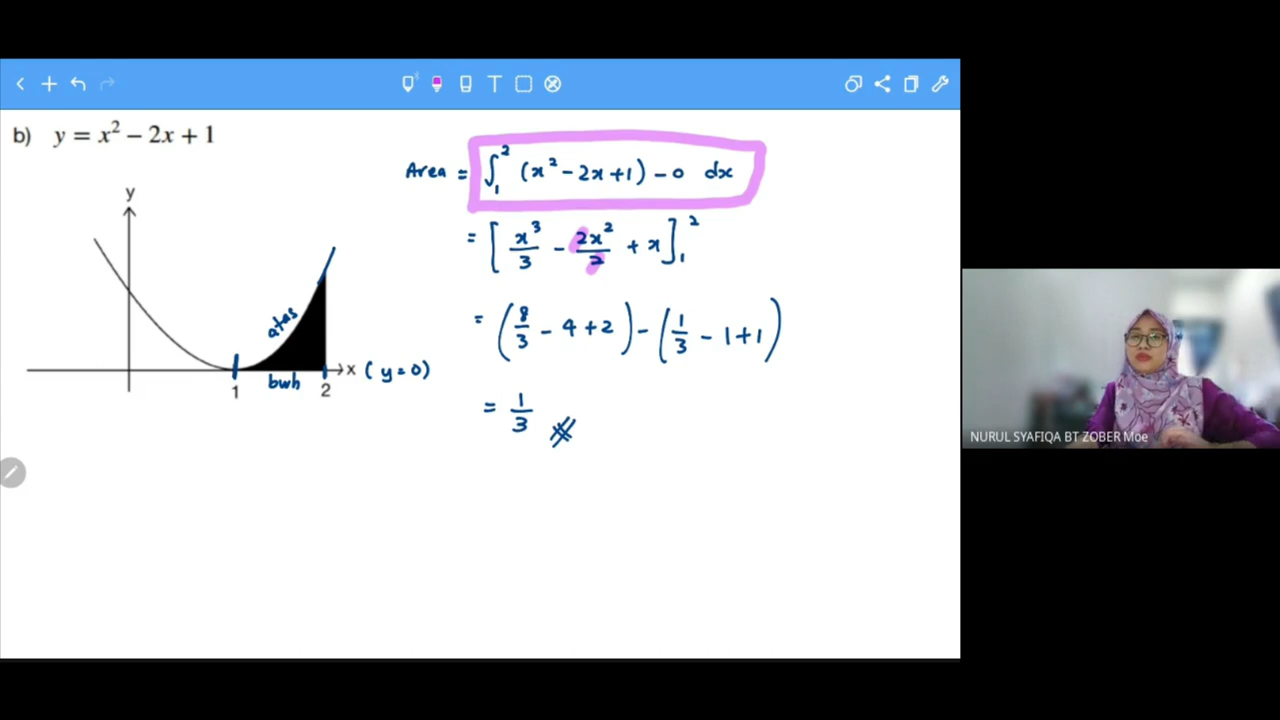 b) y = x² − 2x + 1
Area = ∫₁² (x² − 2x + 1) − 0 dx
= [x³/3 − 2x²/2 + x]₁²
= (8/3 − 4 + 2) − (1/3 − 1 + 1)
= 1/3
y
atas
x (y = 0)
bwh
1
2
T
NURUL SYAFIQA BT ZOBER Moe